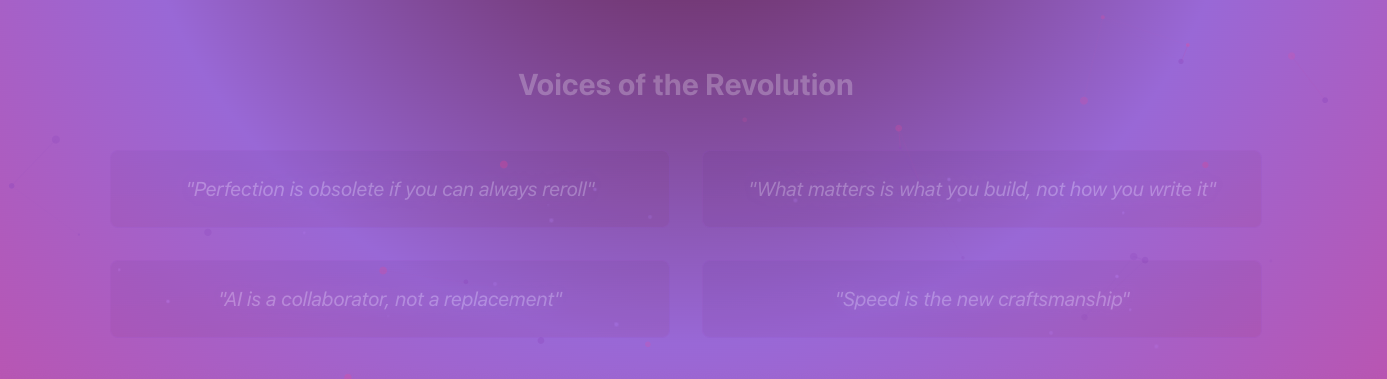 Voices of the Revolution
"Perfection is obsolete if you can always reroll"
"What matters is what you build, not how you write it"
"AI is a collaborator, not a replacement"
"Speed is the new craftsmanship"